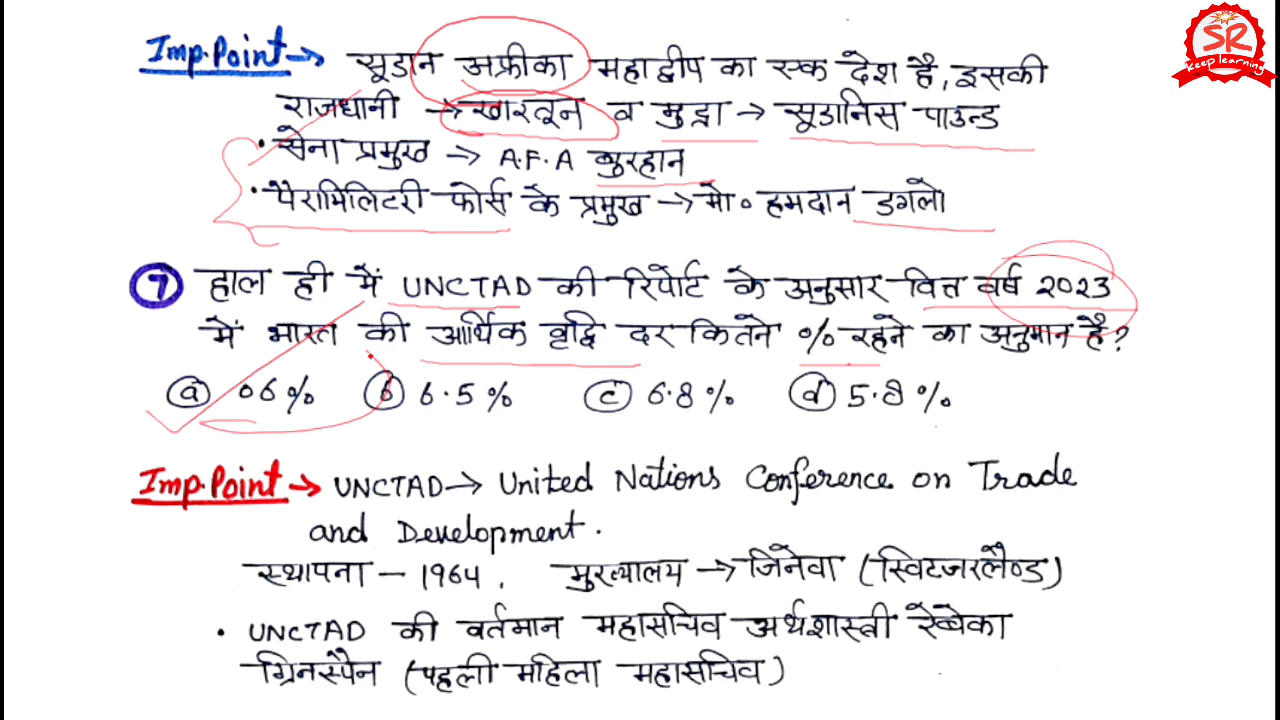 Imp. Point → सूडान अफ्रीका महाद्वीप का एक देश है, इसकी
राजधानी → खारतून व मुद्रा → सूडानिस पाउन्ड
• सेना प्रमुख → A.F.A बुरहान
• पैरामिलिटरी फोर्स के प्रमुख → मो॰ हमदान डगलो
SR
keep learning
7 हाल ही में UNCTAD की रिपोर्ट के अनुसार वित्त वर्ष 2023
में भारत की आर्थिक वृद्धि दर कितने % रहने का अनुमान है?
(a) 06% (b) 6.5% (c) 6.8% (d) 5.8%
Imp. Point → UNCTAD → United Nations Conference on Trade
and Development.
स्थापना - 1964, मुख्यालय → जिनेवा (स्विटजरलैण्ड)
• UNCTAD की वर्तमान महासचिव अर्थशास्त्री रेबेका
ग्रिनस्पैन (पहली महिला महासचिव)